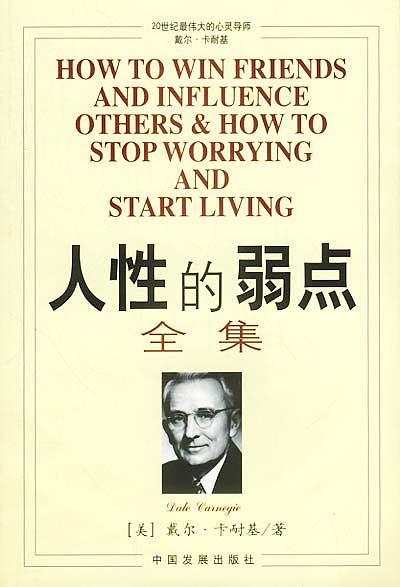 20世纪最伟大的心灵导师
戴尔·卡耐基
HOW TO WIN FRIENDS
AND INFLUENCE
OTHERS & HOW TO
STOP WORRYING
AND
START LIVING
人性的弱点
全集
Dale Carnegie
[美] 戴尔·卡耐基/著
中国发展出版社